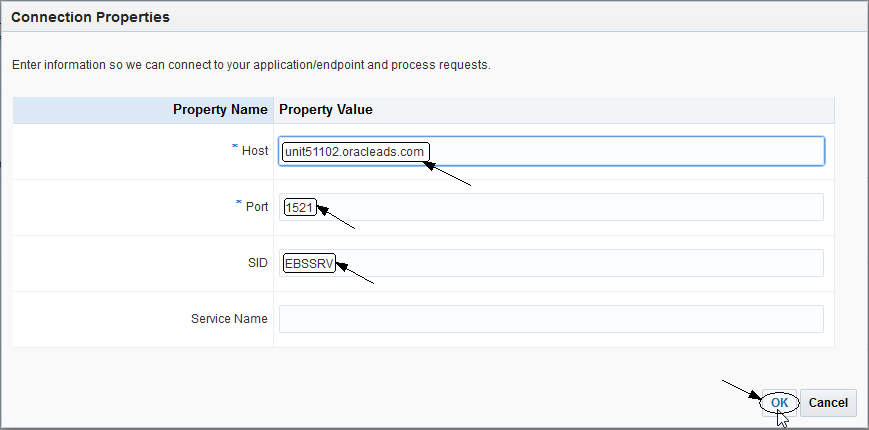 Connection Properties
Enter information so we can connect to your application/endpoint and process requests.
Property Name Property Value
* Host unit51102.oracleads.com
* Port 1521
SID EBSSRV
Service Name
OK Cancel